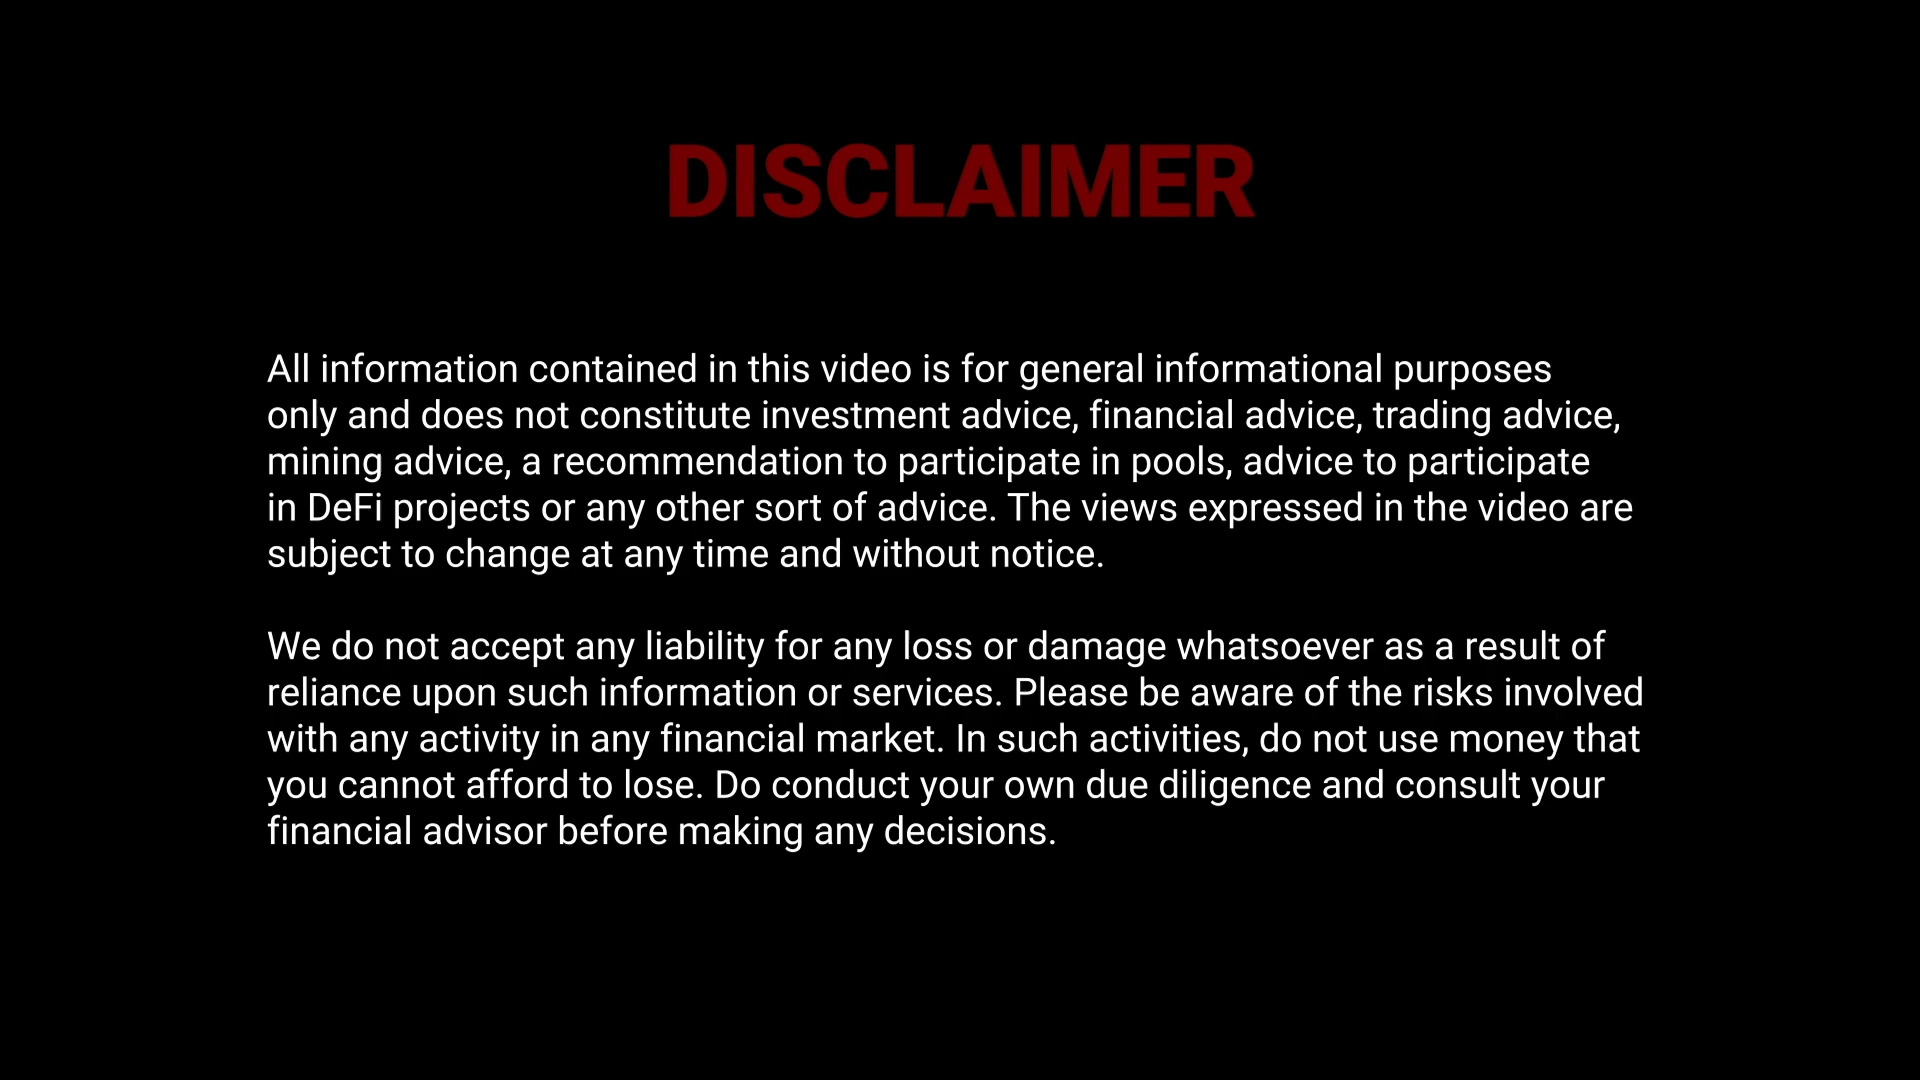 DISCLAIMER
All information contained in this video is for general informational purposes
only and does not constitute investment advice, financial advice, trading advice,
mining advice, a recommendation to participate in pools, advice to participate
in DeFi projects or any other sort of advice. The views expressed in the video are
subject to change at any time and without notice.
We do not accept any liability for any loss or damage whatsoever as a result of
reliance upon such information or services. Please be aware of the risks involved
with any activity in any financial market. In such activities, do not use money that
you cannot afford to lose. Do conduct your own due diligence and consult your
financial advisor before making any decisions.